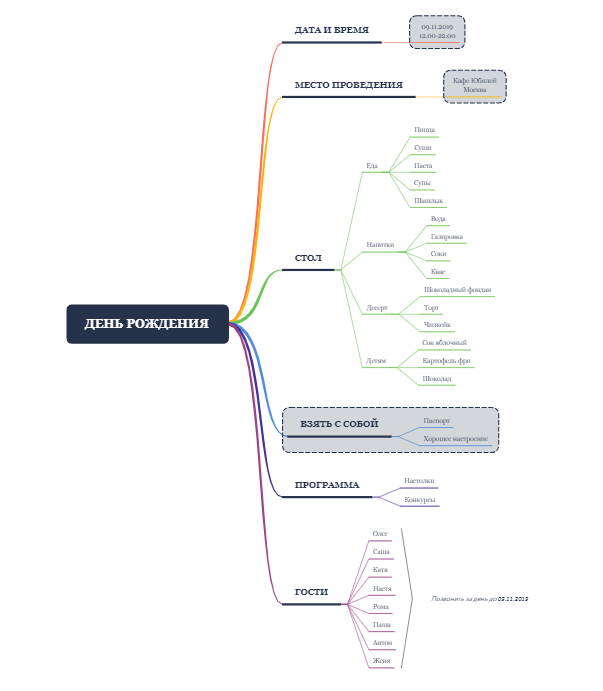 ДАТА И ВРЕМЯ
09.11.2019
12.00-22.00
МЕСТО ПРОВЕДЕНИЯ
Кафе Юбилей
Москва
СТОЛ
Еда
Пицца
Суши
Паста
Супы
Шашлык
Напитки
Вода
Газировка
Соки
Квас
Десерт
Шоколадный фондан
Торт
Чизкейк
Детям
Сок яблочный
Картофель фри
Шоколад
ДЕНЬ РОЖДЕНИЯ
ВЗЯТЬ С СОБОЙ
Паспорт
Хорошее настроение
ПРОГРАММА
Настолки
Конкурсы
ГОСТИ
Олег
Саша
Катя
Настя
Рома
Паша
Антон
Женя
Позвонить за день до 03.11.2019